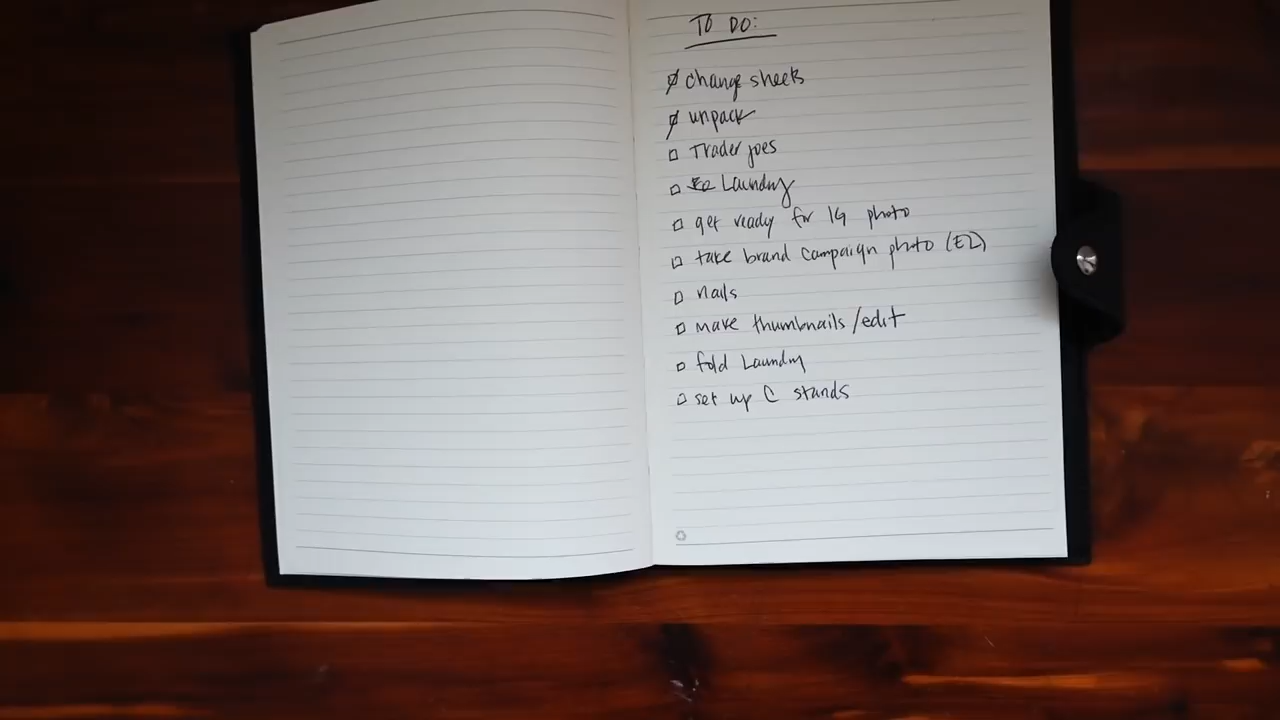 TO DO:
change sheets
unpack
Trader joes
Laundry
get ready for IG photo
take brand campaign photo (EL)
nails
make thumbnails/edit
fold Laundry
set up C stands